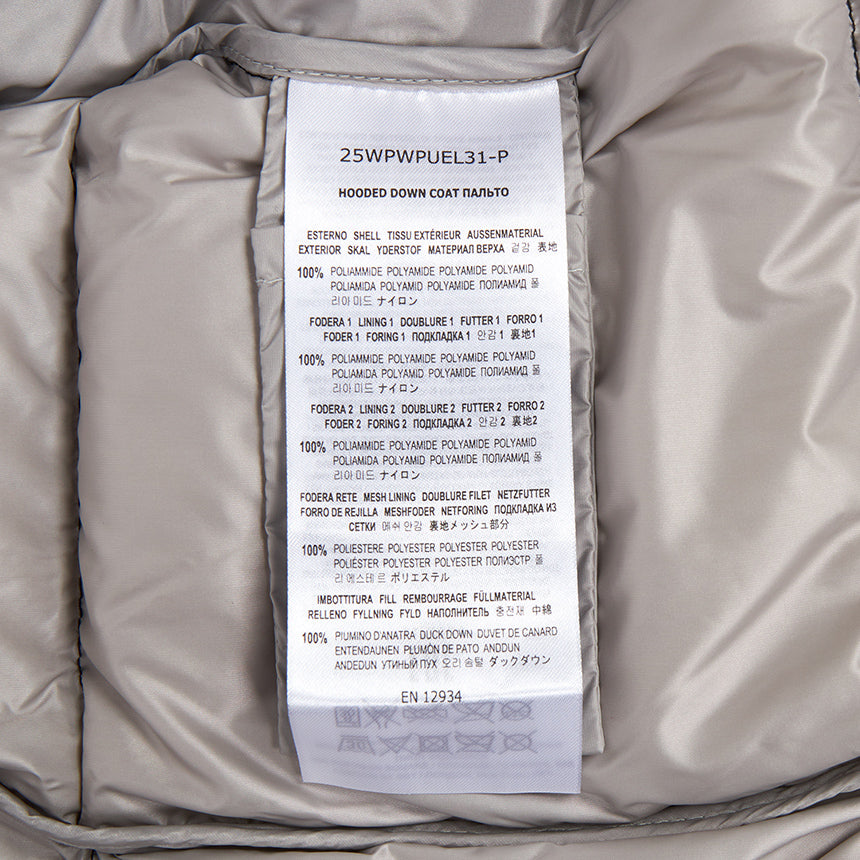 25WPWPUEL31-P
HOODED DOWN COAT ПАЛЬТО
ESTERNO SHELL TISSU EXTÉRIEUR AUSSENMATERIAL
EXTERIOR SKAL YDERSTOF МАТЕРИАЛ ВЕРХА 겉감 表地
100% POLIAMMIDE POLYAMIDE POLYAMIDE POLYAMID
POLIAMIDA POLYAMID POLYAMIDE ПОЛИАМИД 폴
리아미드 ナイロン
FODERA 1 LINING 1 DOUBLURE 1 FUTTER 1 FORRO 1
FODER 1 FORING 1 ПОДКЛАДКА 1 안감 1 裏地1
100% POLIAMMIDE POLYAMIDE POLYAMIDE POLYAMID
POLIAMIDA POLYAMID POLYAMIDE ПОЛИАМИД 폴
리아미드 ナイロン
FODERA 2 LINING 2 DOUBLURE 2 FUTTER 2 FORRO 2
FODER 2 FORING 2 ПОДКЛАДКА 2 안감 2 裏地2
100% POLIAMMIDE POLYAMIDE POLYAMIDE POLYAMID
POLIAMIDA POLYAMID POLYAMIDE ПОЛИАМИД 폴
리아미드 ナイロン
FODERA RETE MESH LINING DOUBLURE FILET NETZFUTTER
FORRO DE REJILLA MESHFODER NETFORING ПОДКЛАДКА ИЗ
СЕТКИ 메쉬 안감 裏地メッシュ部分
100% POLIESTERE POLYESTER POLYESTER POLYESTER
POLIÉSTER POLYESTER POLYESTER ПОЛИЭСТР 폴
리에스테르 ポリエステル
IMBOTTITURA FILL REMBOURRAGE FÜLLMATERIAL
RELLENO FYLLNING FYLD НАПОЛНИТЕЛЬ 충전재 中綿
100% PIUMINO D'ANATRA DUCK DOWN DUVET DE CANARD
ENTENDAUNEN PLUMÓN DE PATO ANDDUN
ANDEDUN УТИНЫЙ ПУХ 오리 솜털 ダックダウン
EN 12934